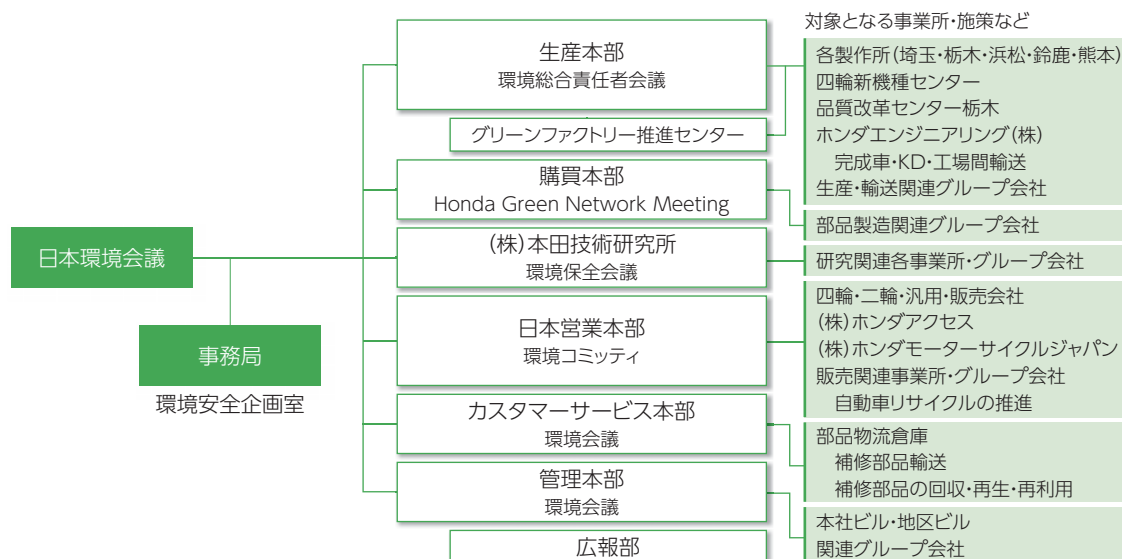 対象となる事業所・施策など
生産本部
環境総合責任者会議
グリーンファクトリー推進センター
各製作所(埼玉・栃木・浜松・鈴鹿・熊本)
四輪新機種センター
品質改革センター栃木
ホンダエンジニアリング(株)
完成車・KD・工場間輸送
生産・輸送関連グループ会社
購買本部
Honda Green Network Meeting
部品製造関連グループ会社
日本環境会議
(株)本田技術研究所
環境保全会議
研究関連各事業所・グループ会社
事務局
環境安全企画室
日本営業本部
環境コミッティ
四輪・二輪・汎用・販売会社
(株)ホンダアクセス
(株)ホンダモーターサイクルジャパン
販売関連事業所・グループ会社
自動車リサイクルの推進
カスタマーサービス本部
環境会議
部品物流倉庫
補修部品輸送
補修部品の回収・再生・再利用
管理本部
環境会議
本社ビル・地区ビル
関連グループ会社
広報部